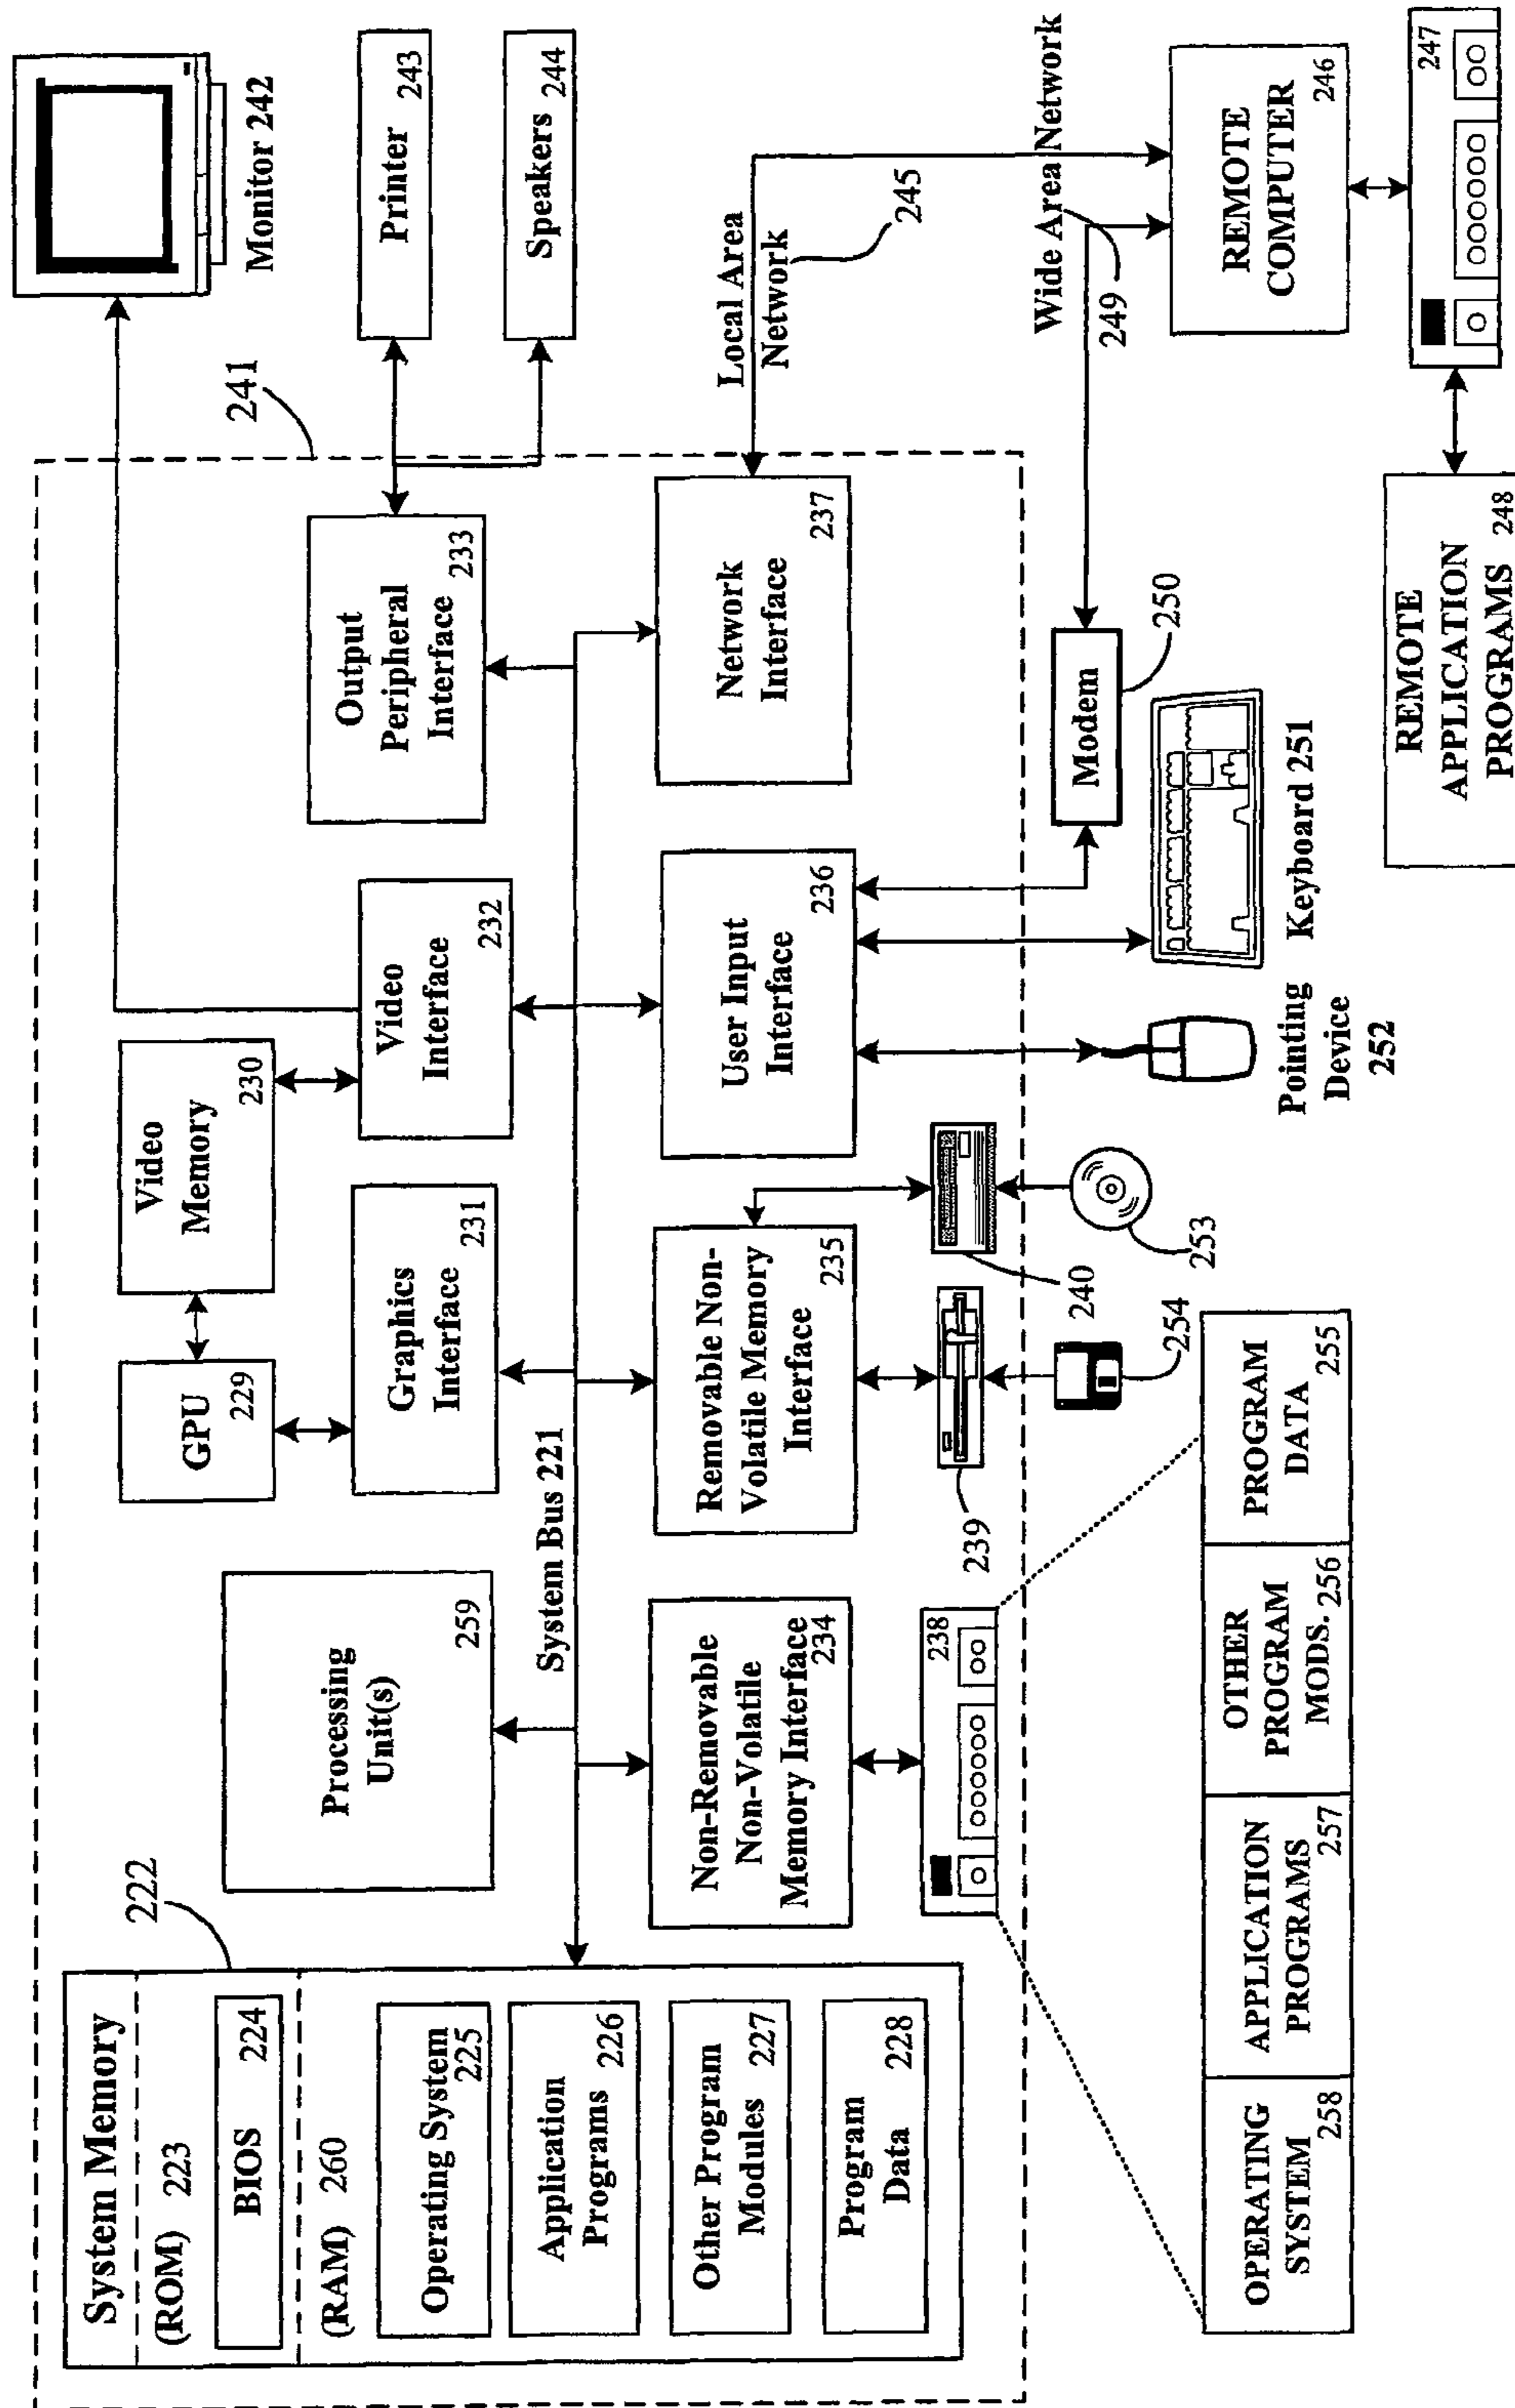 System Memory
(ROM) 223
BIOS 224
(RAM) 260
Operating System
225
Application
Programs 226
Other Program
Modules 227
Program
Data 228
222
Processing
Unit(s)
259
GPU
229
Video
Memory
230
Graphics
Interface
231
Video
Interface
232
Output
Peripheral
Interface 233
241
Monitor 242
Printer 243
Speakers 244
System Bus 221
Non-Removable
Non-Volatile
Memory Interface
234
Removable Non-
Volatile Memory
Interface 235
User Input
Interface
236
Network
Interface
237
Local Area
Network
245
238
239
240
254
253
Pointing
Device
252
Keyboard 251
Modem
250
Wide Area Network
249
REMOTE
COMPUTER
246
247
REMOTE
APPLICATION
PROGRAMS 248
OPERATING
SYSTEM
258
APPLICATION
PROGRAMS
257
OTHER
PROGRAM
MODS. 256
PROGRAM
DATA
255